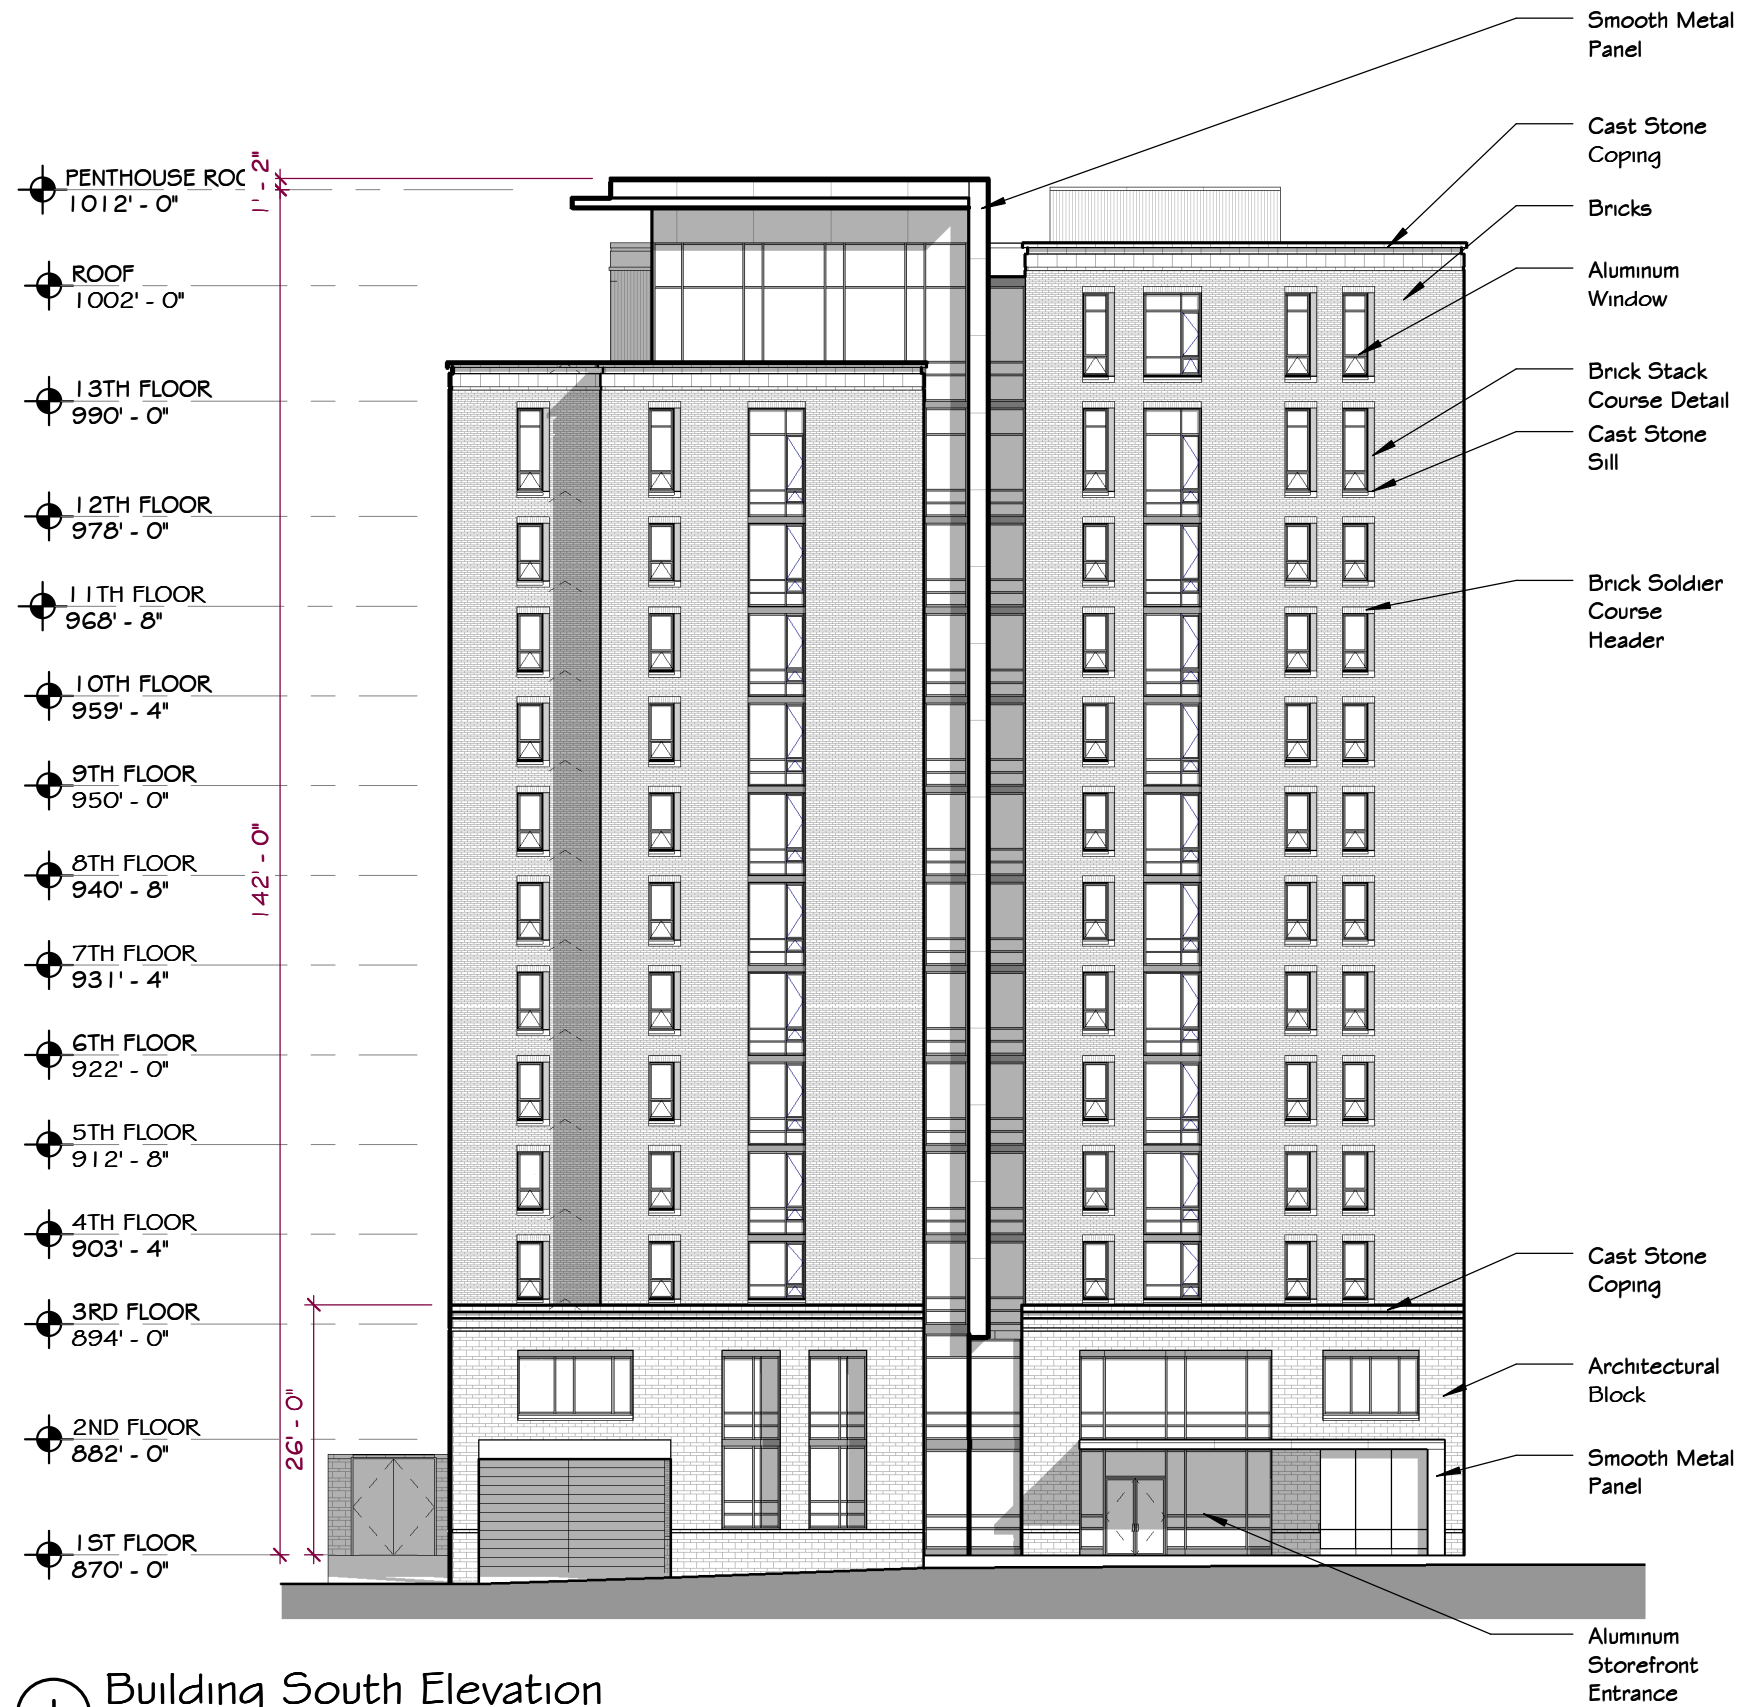 Smooth Metal
Panel
Cast Stone
Coping
Bricks
Aluminum
Window
Brick Stack
Course Detail
Cast Stone
Sill
Brick Soldier
Course
Header
Cast Stone
Coping
Architectural
Block
Smooth Metal
Panel
Aluminum
Storefront
Entrance
PENTHOUSE ROO
1012' - 0"
ROOF
1002' - 0"
13TH FLOOR
990' - 0"
12TH FLOOR
978' - 0"
11TH FLOOR
968' - 8"
10TH FLOOR
959' - 4"
9TH FLOOR
950' - 0"
8TH FLOOR
940' - 8"
7TH FLOOR
931' - 4"
6TH FLOOR
922' - 0"
5TH FLOOR
912' - 8"
4TH FLOOR
903' - 4"
3RD FLOOR
894' - 0"
2ND FLOOR
882' - 0"
1ST FLOOR
870' - 0"
1' - 2"
142' - 0"
26' - 0"
Building South Elevation